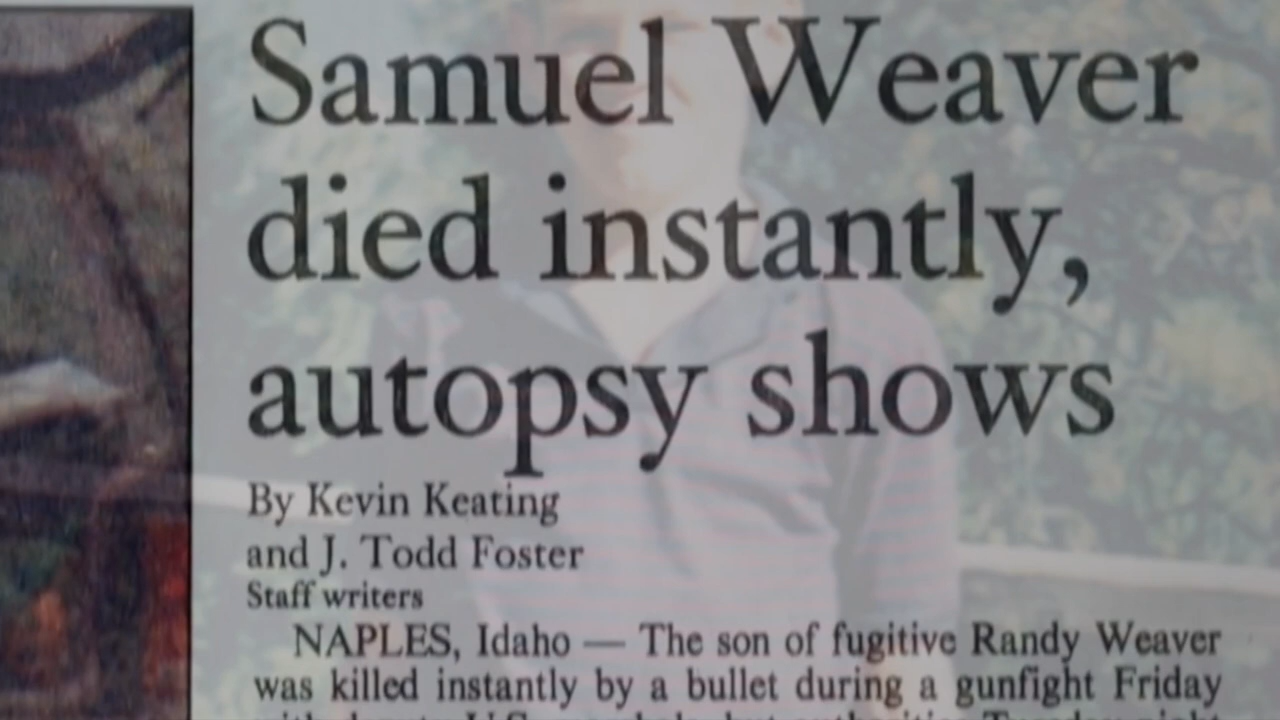 Samuel Weaver
died instantly,
autopsy shows
By Kevin Keating
and J. Todd Foster
Staff writers
NAPLES, Idaho — The son of fugitive Randy Weaver
was killed instantly by a bullet during a gunfight Friday